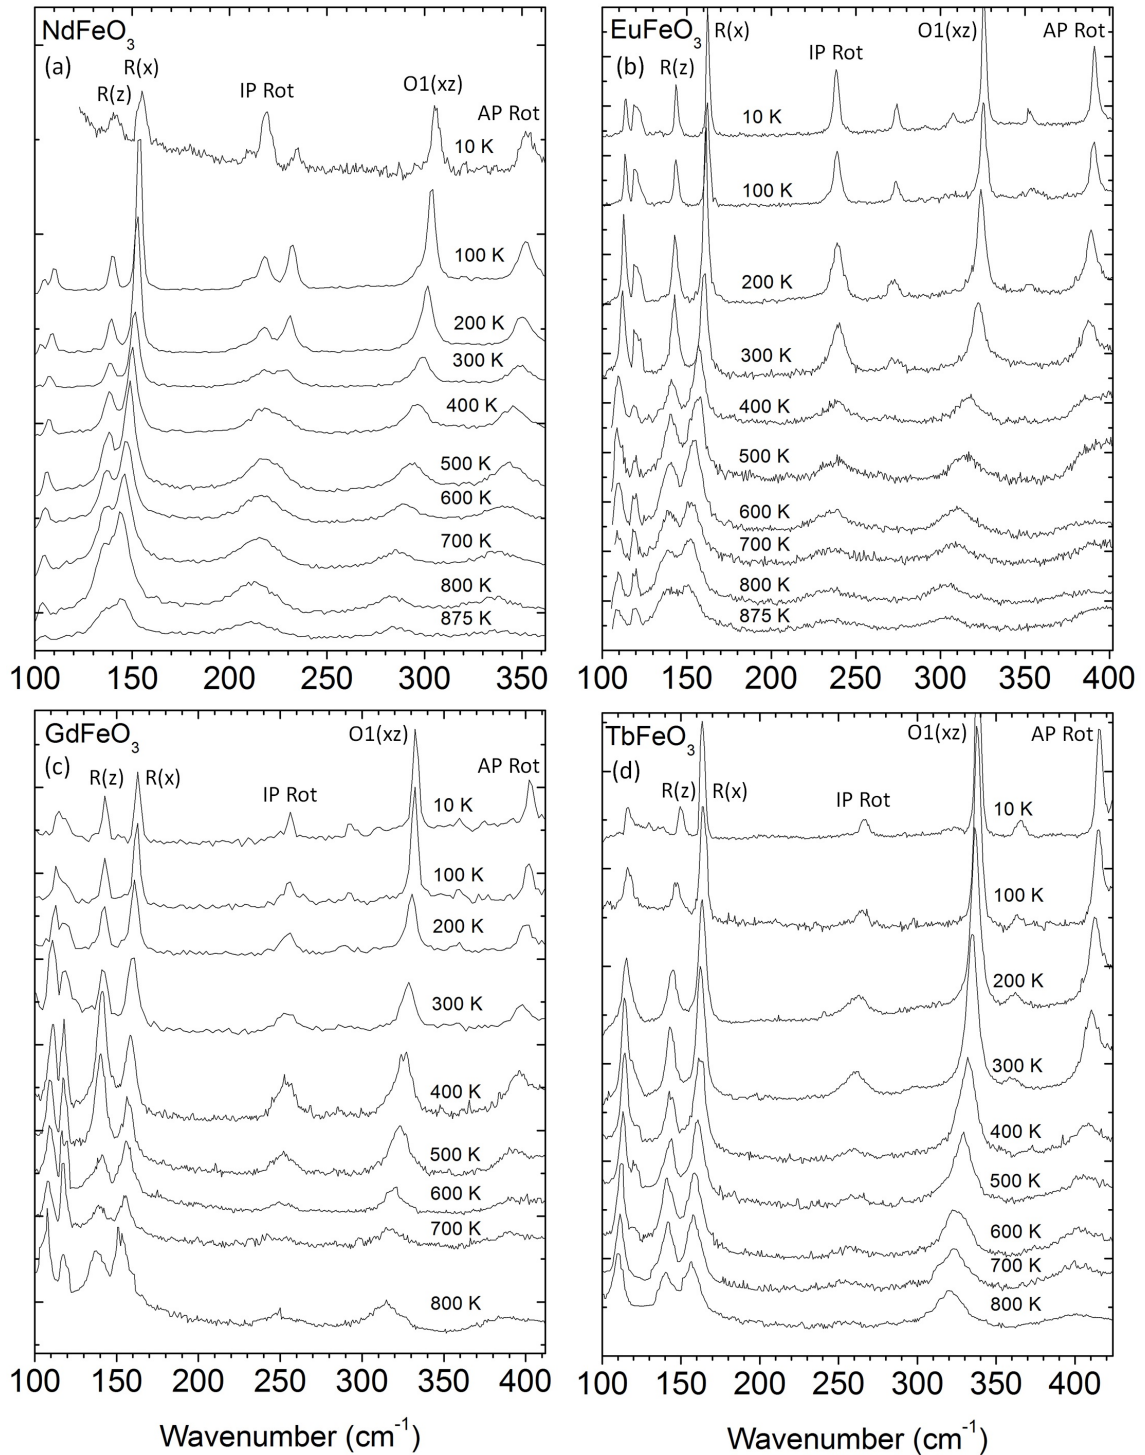 NdFeO3
(a)
R(x)
R(z)
IP Rot
O1(xz)
AP Rot
10 K
100 K
200 K
300 K
400 K
500 K
600 K
700 K
800 K
875 K
100 150 200 250 300 350
EuFeO3
(b)
R(z)
R(x)
IP Rot
O1(xz)
AP Rot
10 K
100 K
200 K
300 K
400 K
500 K
600 K
700 K
800 K
875 K
100 150 200 250 300 350 400
GdFeO3
(c)
R(z)
R(x)
IP Rot
O1(xz)
AP Rot
10 K
100 K
200 K
300 K
400 K
500 K
600 K
700 K
800 K
100 150 200 250 300 350 400
Wavenumber (cm-1)
TbFeO3
(d)
R(z)
R(x)
IP Rot
O1(xz)
AP Rot
10 K
100 K
200 K
300 K
400 K
500 K
600 K
700 K
800 K
100 150 200 250 300 350 400
Wavenumber (cm-1)